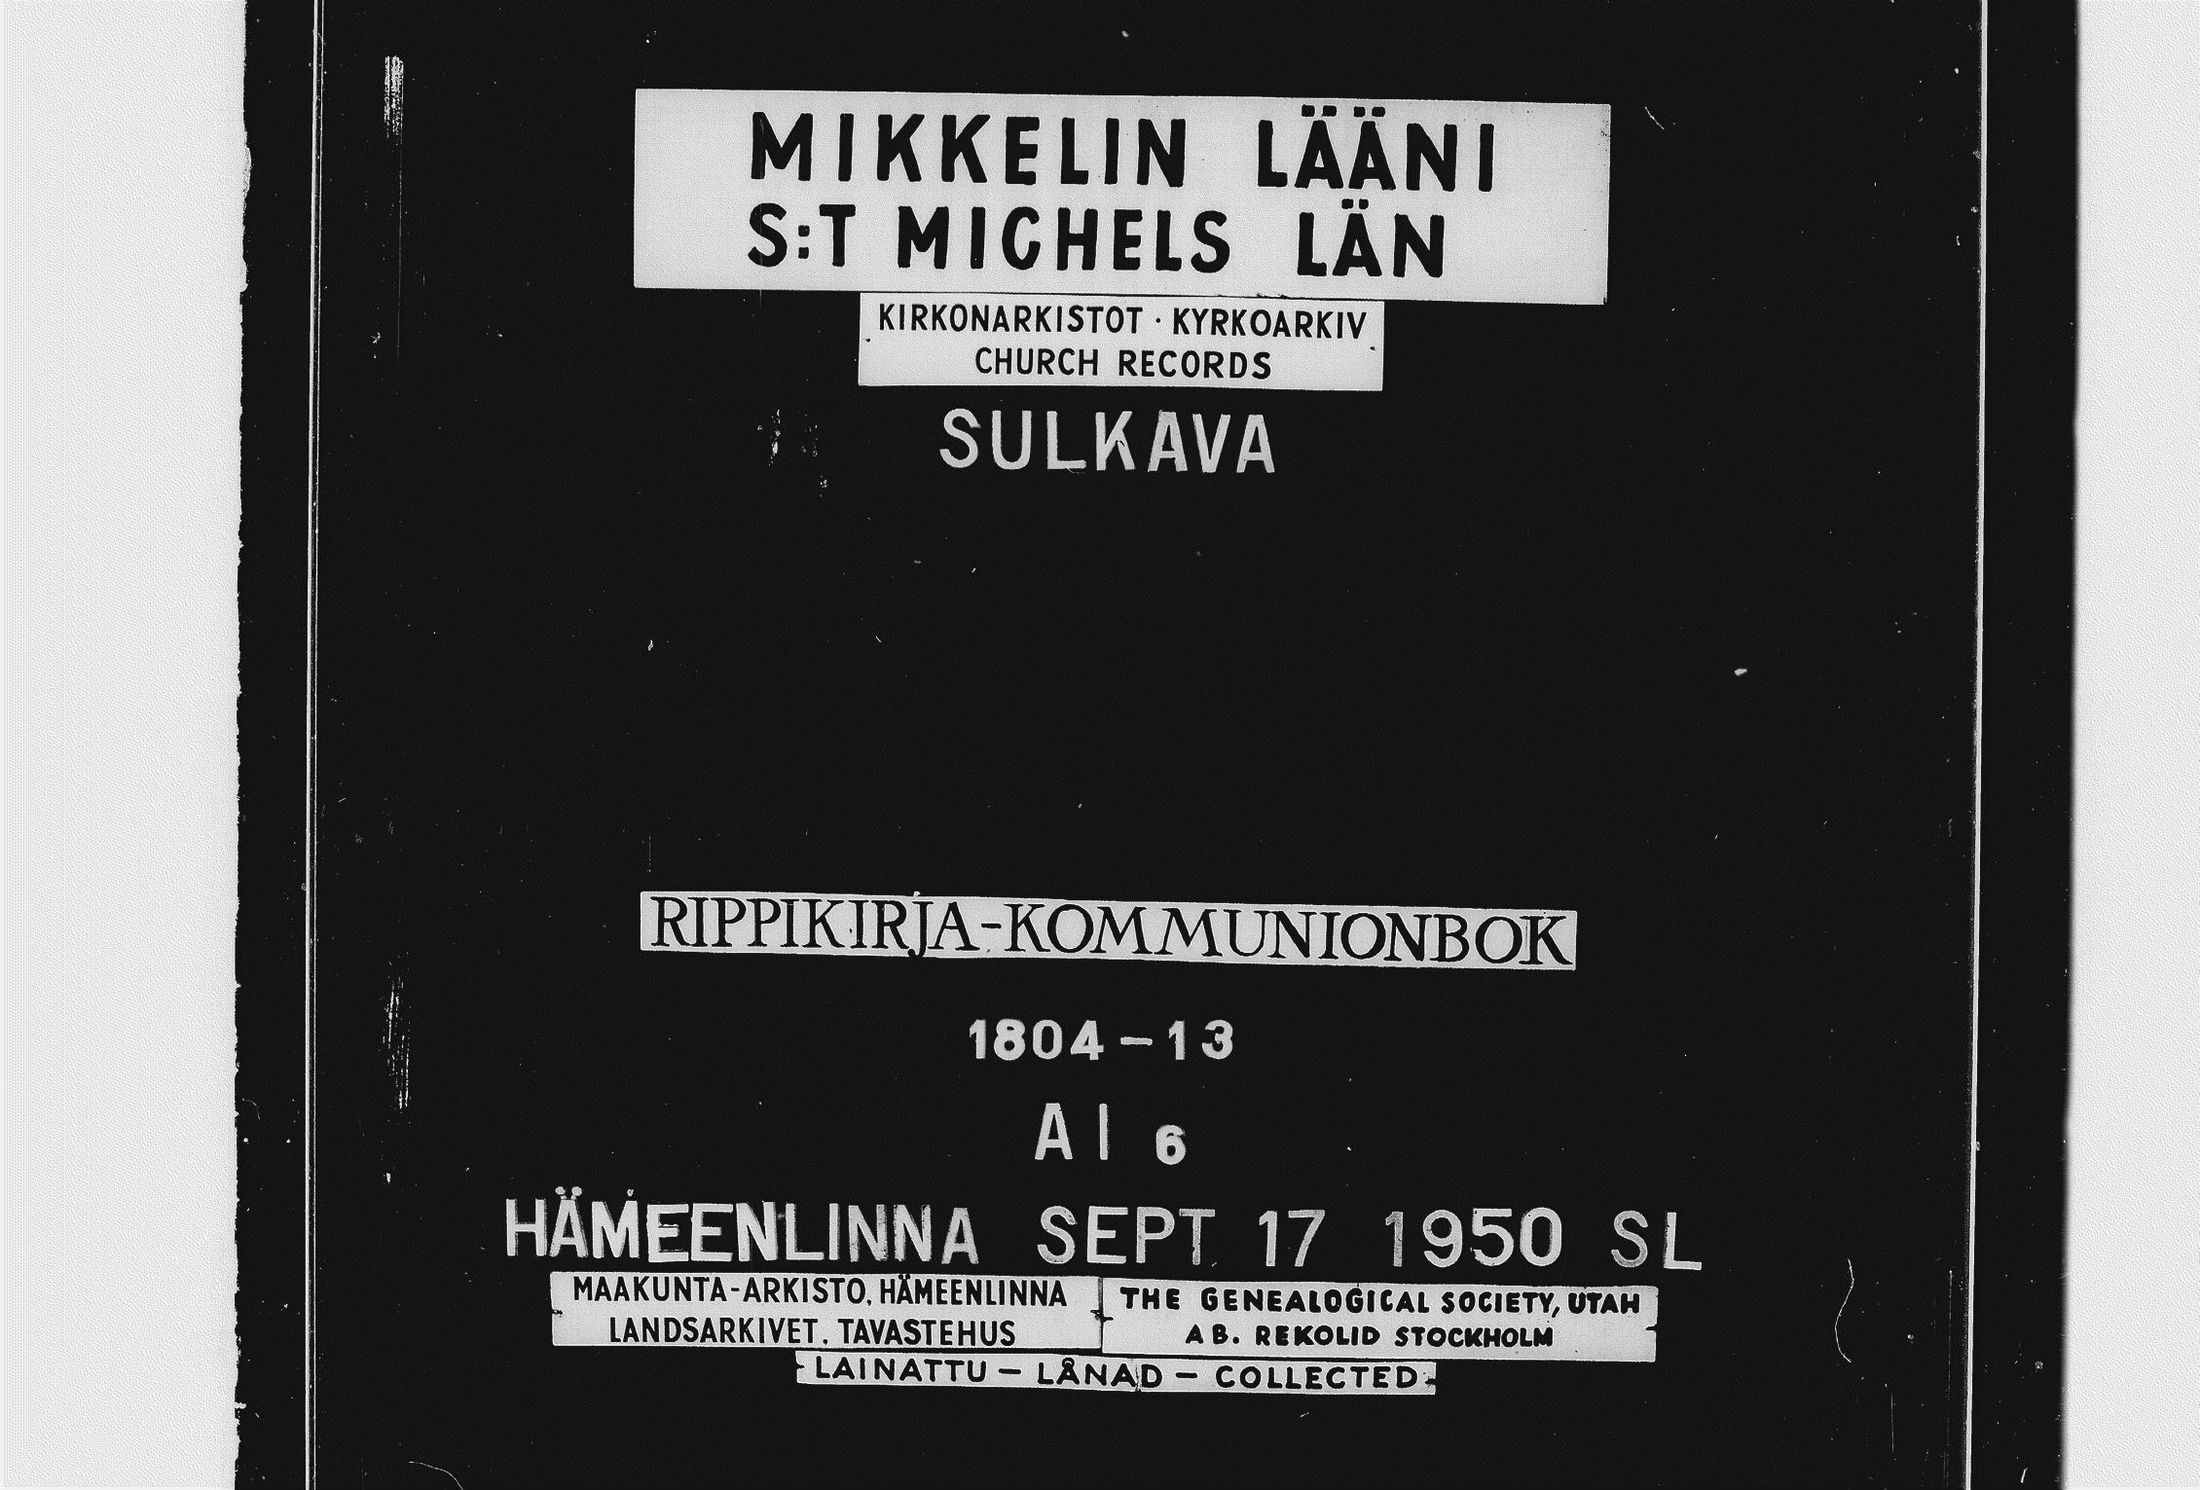 MIKKELIN LÄÄNI
S:T MICHELS LÄN
KIRKONARKISTOT · KYRKOARKIV
CHURCH RECORDS
SULKAVA
RIPPIKIRJA-KOMMUNIONBOK
1804-13
A I 6
HÄMEENLINNA SEPT 17 1950 SL
MAAKUNTA-ARKISTO, HÄMEENLINNA
LANDSARKIVET, TAVASTEHUS
THE GENEALOGICAL SOCIETY, UTAH
AB. REKOLID STOCKHOLM
LAINATTU - LÅNAD - COLLECTED